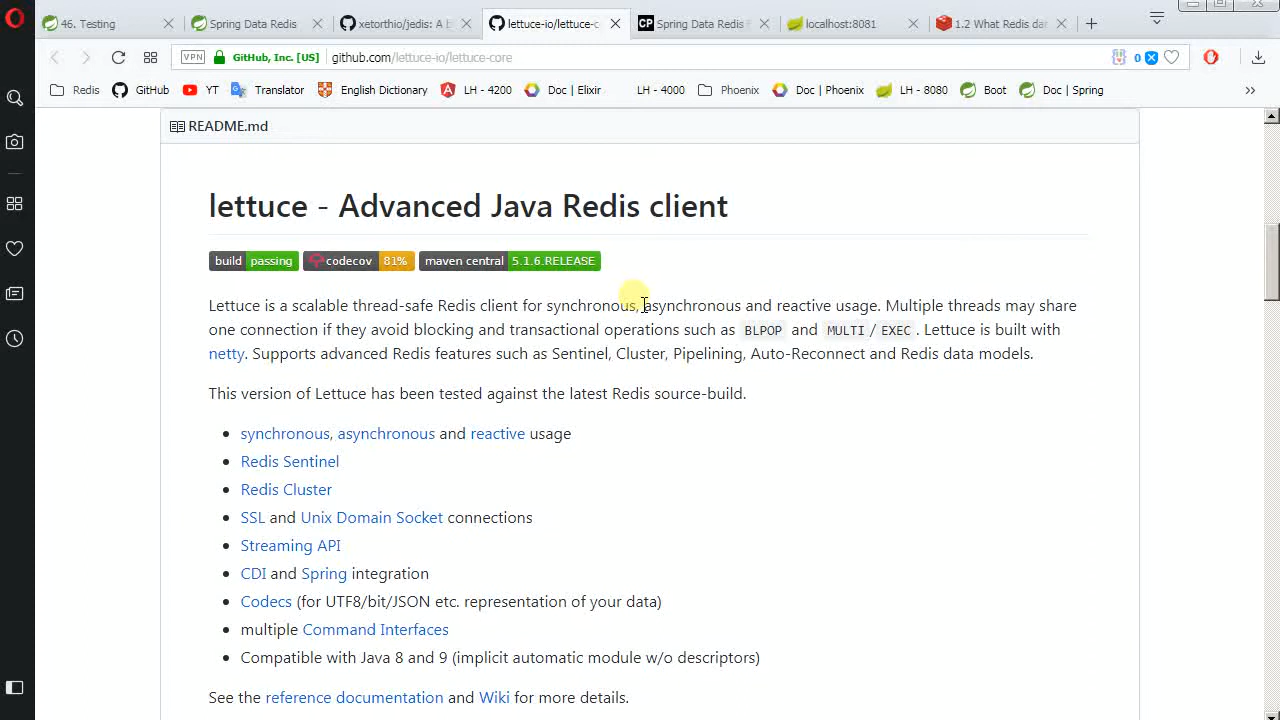 46. Testing
Spring Data Redis
xetorthio/jedis: A b
lettuce-io/lettuce-c
CP Spring Data Redis
localhost:8081
1.2 What Redis da
VPN GitHub, Inc. [US] github.com/lettuce-io/lettuce-core 0
Redis GitHub YT Translator English Dictionary LH - 4200 Doc | Elixir LH - 4000 Phoenix Doc | Phoenix LH - 8080 Boot Doc | Spring
README.md
lettuce - Advanced Java Redis client
build passing codecov 81% maven central 5.1.6.RELEASE
Lettuce is a scalable thread-safe Redis client for synchronous, asynchronous and reactive usage. Multiple threads may share
one connection if they avoid blocking and transactional operations such as BLPOP and MULTI / EXEC . Lettuce is built with
netty. Supports advanced Redis features such as Sentinel, Cluster, Pipelining, Auto-Reconnect and Redis data models.
This version of Lettuce has been tested against the latest Redis source-build.
• synchronous, asynchronous and reactive usage
• Redis Sentinel
• Redis Cluster
• SSL and Unix Domain Socket connections
• Streaming API
• CDI and Spring integration
• Codecs (for UTF8/bit/JSON etc. representation of your data)
• multiple Command Interfaces
• Compatible with Java 8 and 9 (implicit automatic module w/o descriptors)
See the reference documentation and Wiki for more details.